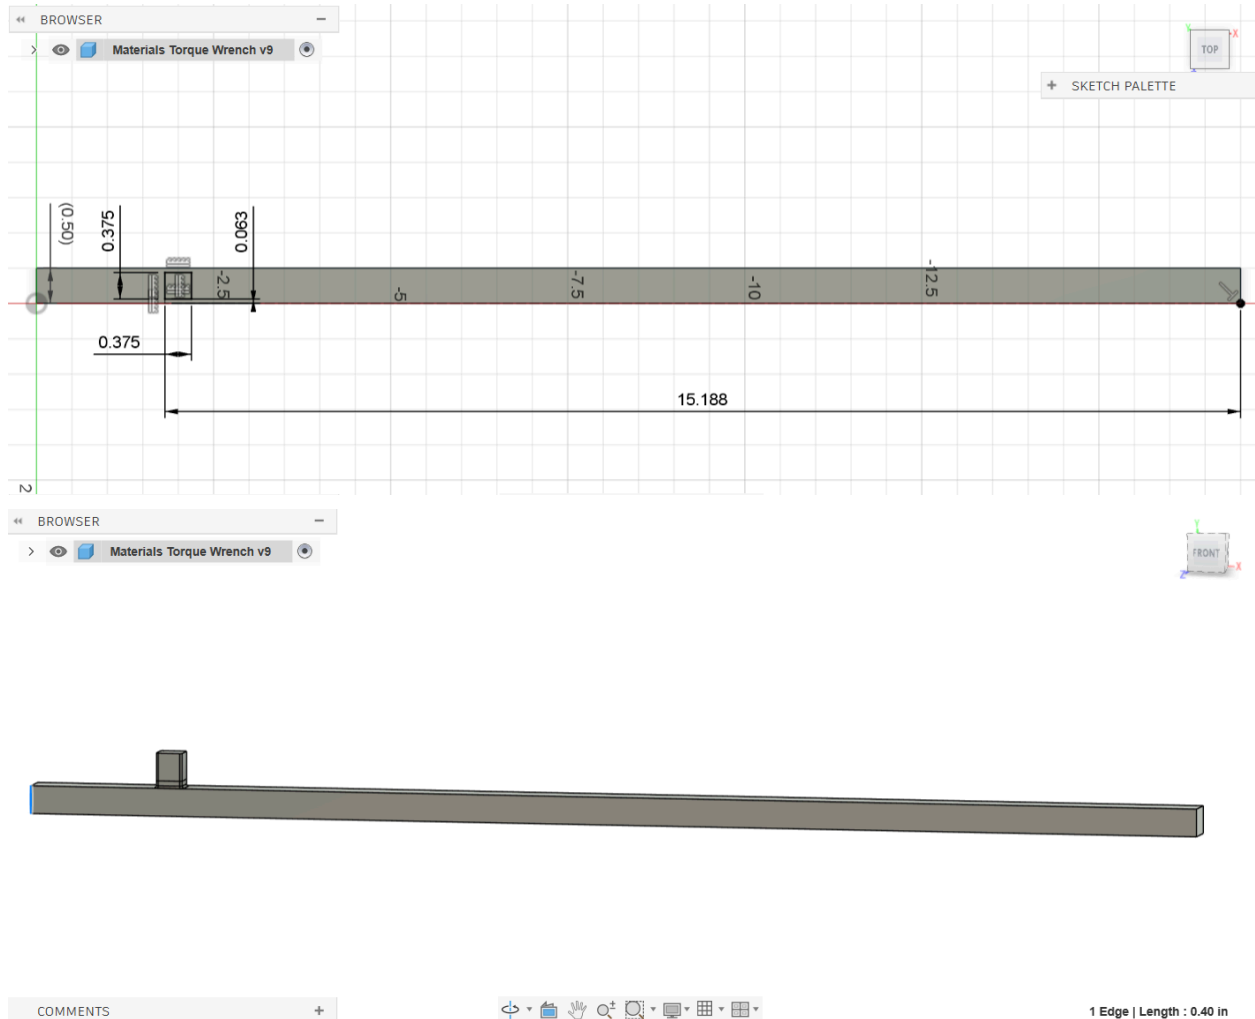 BROWSER
Materials Torque Wrench v9
TOP
X
Y
SKETCH PALETTE
(0.50)
0.375
0.063
-2.5
-5
-7.5
-10
-12.5
0.375
15.188
2
BROWSER
Materials Torque Wrench v9
Y
FRONT
X
Z
COMMENTS
1 Edge | Length : 0.40 in